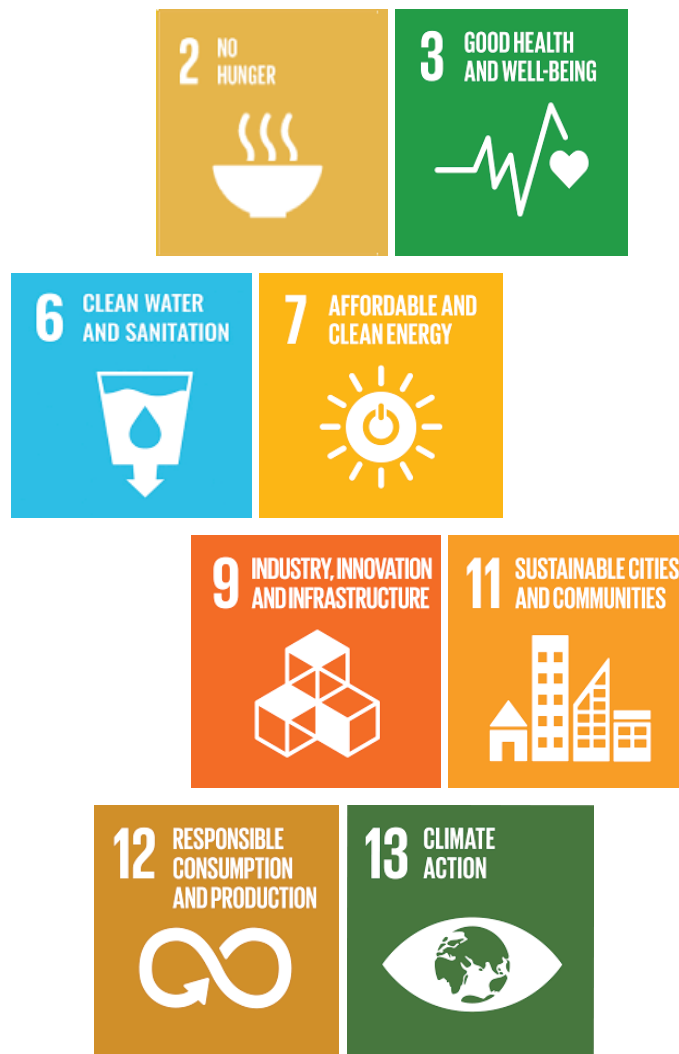 2 NO
HUNGER
3 GOOD HEALTH
AND WELL-BEING
6 CLEAN WATER
AND SANITATION
7 AFFORDABLE AND
CLEAN ENERGY
9 INDUSTRY, INNOVATION
AND INFRASTRUCTURE
11 SUSTAINABLE CITIES
AND COMMUNITIES
12 RESPONSIBLE
CONSUMPTION
AND PRODUCTION
13 CLIMATE
ACTION